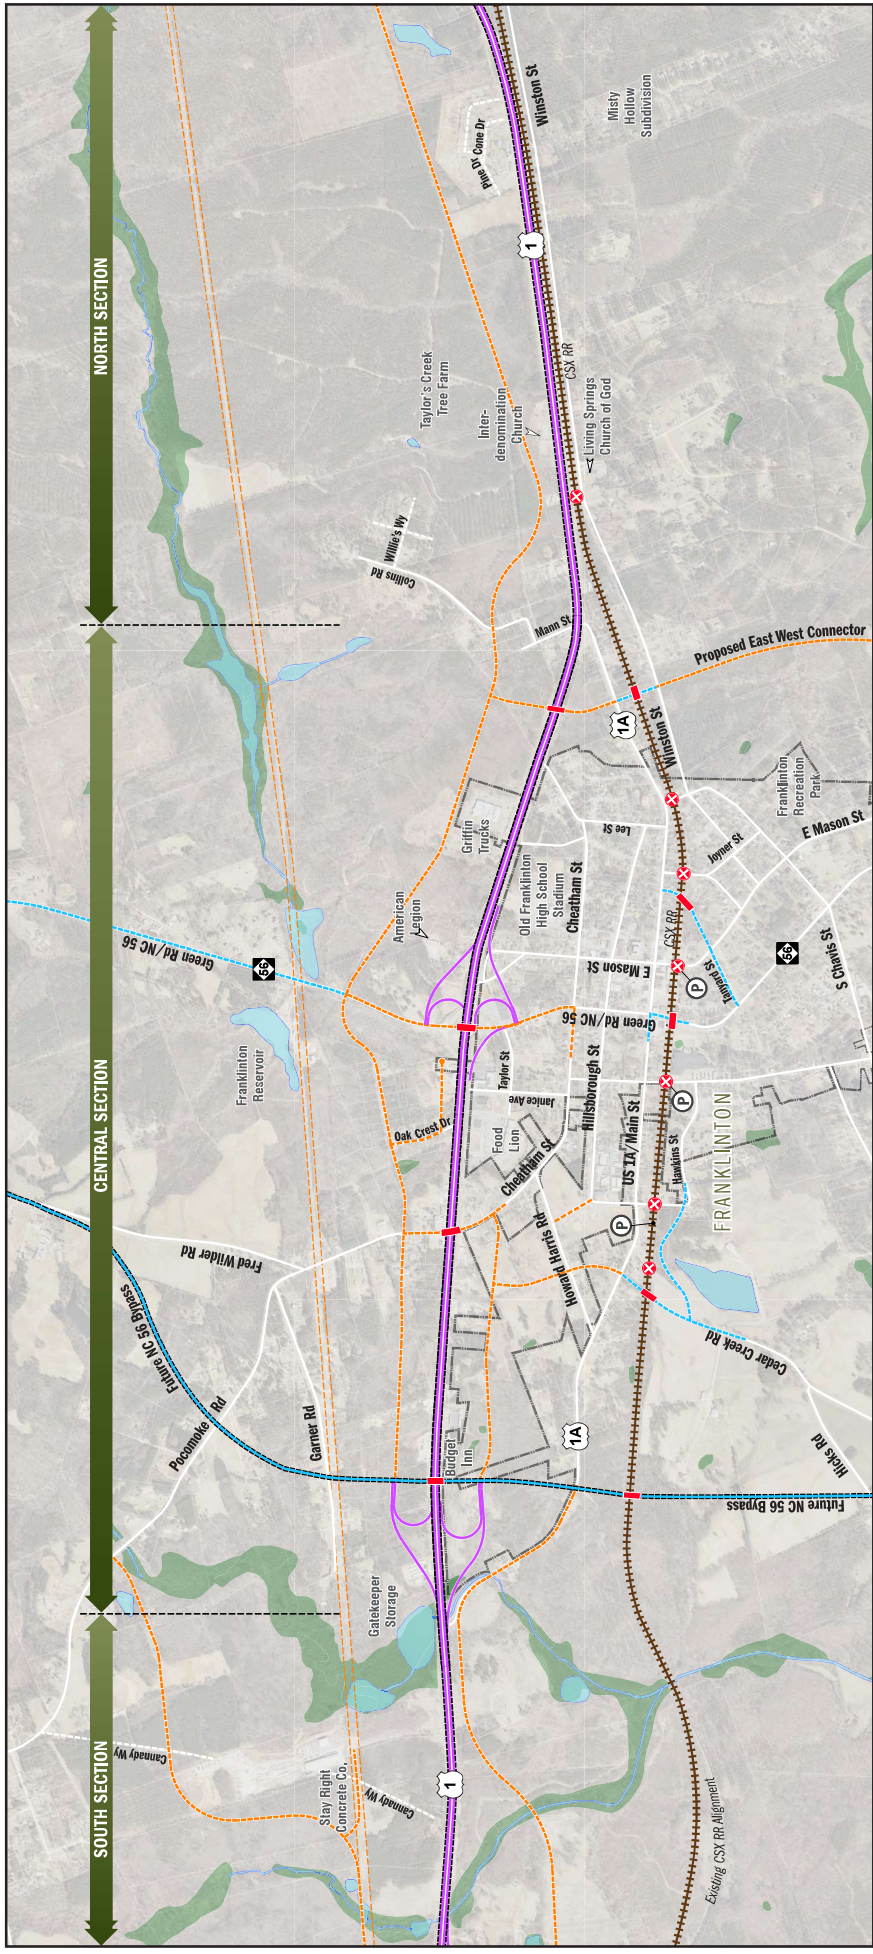 NORTH SECTION
CENTRAL SECTION
SOUTH SECTION
Winston St
Misty
Hollow
Subdivision
Pine Dr
Cone Dr
1
CSX RR
Taylor's Creek
Tree Farm
Inter-
denomination
Church
Living Springs
Church of God
Willie's Wy
Collins Rd
Mann St
Proposed East West Connector
1A
Winston St
Franklinton
Recreation
Park
Griffin
Trucks
Lee St
Joyner St
E Mason St
Old Franklinton
High School
Stadium
Cheatham St
American
Legion
CSX RR
Green Rd/NC 56
56
E Mason St
56
S Chavis St
Tanyard St
P
Green Rd/NC 56
Franklinton
Reservoir
Taylor St
Janice Ave
Hillsborough St
P
Oak Crest Dr
Food
Lion
Cheatham St
US 1A/Main St
Hawkins St
FRANKLINTON
P
Howard Harris Rd
Fred Wilder Rd
Future NC 56 Bypass
Cedar Creek Rd
Pocomoke Rd
Garner Rd
Budget
Inn
1A
Hicks Rd
Future NC 56 Bypass
Gatekeeper
Storage
Cannady Wy
Stay Right
Concrete Co.
Cannady Wy
1
Existing CSX RR Alignment